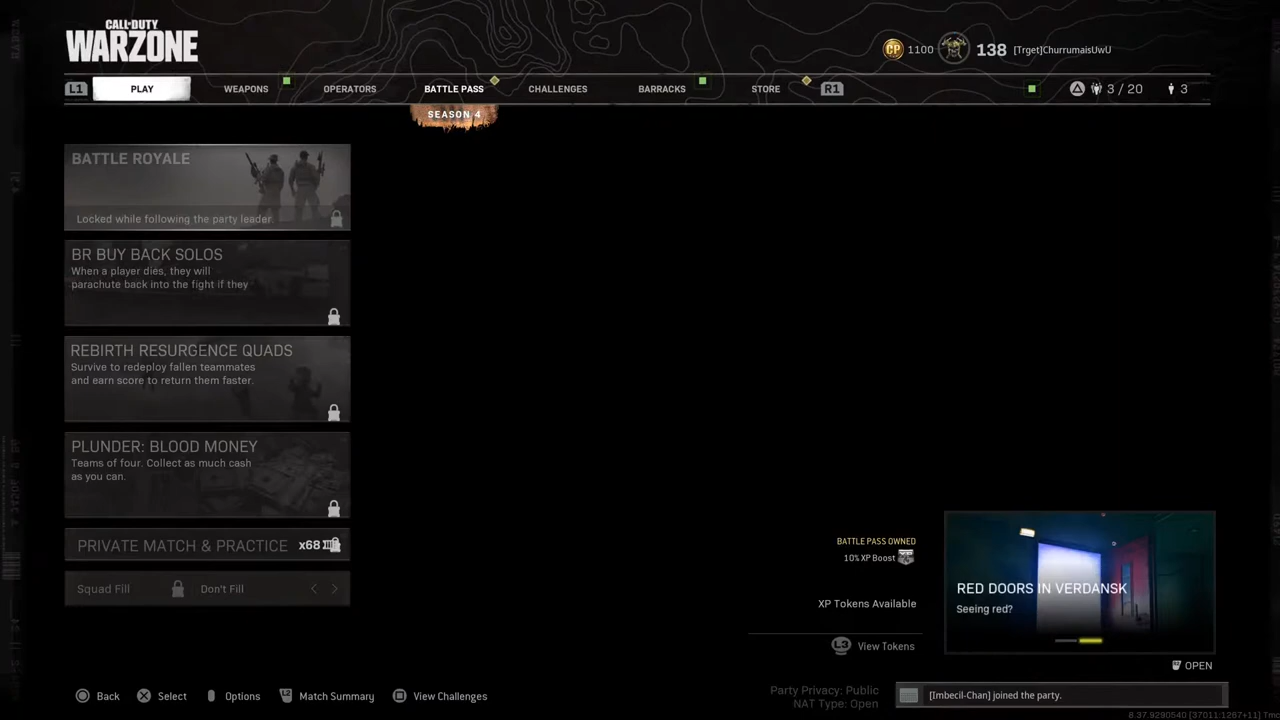 CALL OF DUTY
WARZONE
CP 1100 138 [Trget]ChurrumaisUwU
L1 PLAY WEAPONS OPERATORS BATTLE PASS CHALLENGES BARRACKS STORE R1 3 / 20 3
SEASON 4
BATTLE ROYALE
Locked while following the party leader.
BR BUY BACK SOLOS
When a player dies, they will
parachute back into the fight if they
REBIRTH RESURGENCE QUADS
Survive to redeploy fallen teammates
and earn score to return them faster.
PLUNDER: BLOOD MONEY
Teams of four. Collect as much cash
as you can.
PRIVATE MATCH & PRACTICE x68
Squad Fill Don't Fill
BATTLE PASS OWNED
10% XP Boost
XP Tokens Available
L3 View Tokens
RED DOORS IN VERDANSK
Seeing red?
OPEN
Back Select Options L2 Match Summary View Challenges
Party Privacy: Public
NAT Type: Open
[Imbecil-Chan] joined the party.